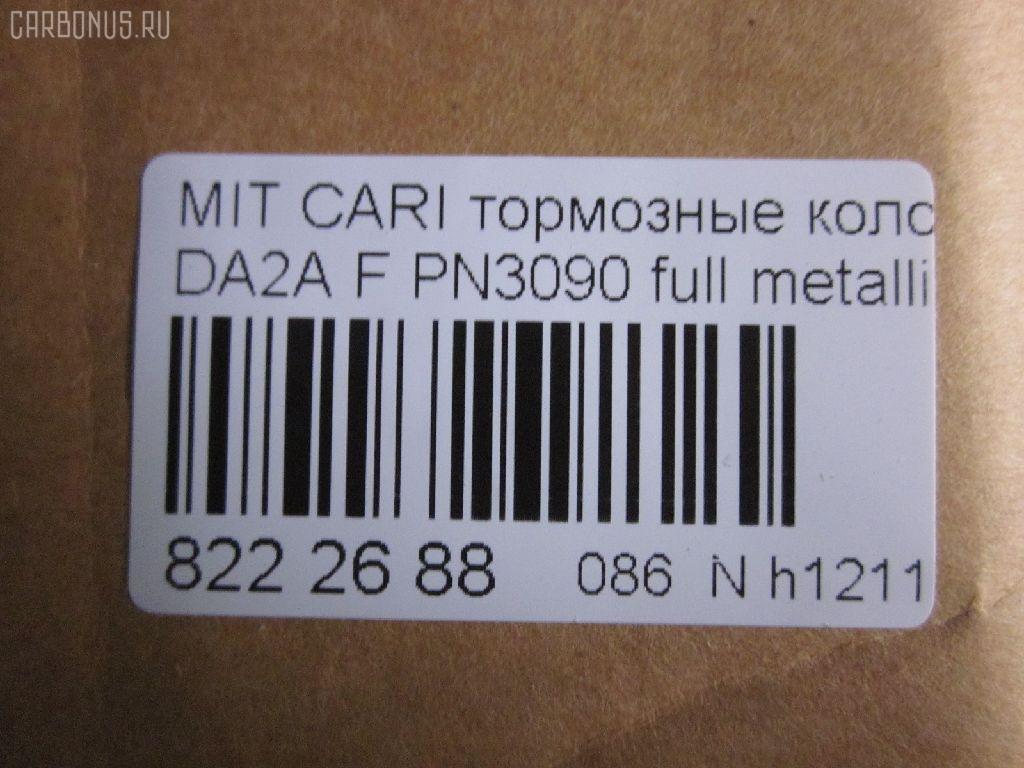 CARBONUS.RU
MIT CARI тормозные коло
DA2A F PN3090 full metalli
822 26 88 086 N h1211